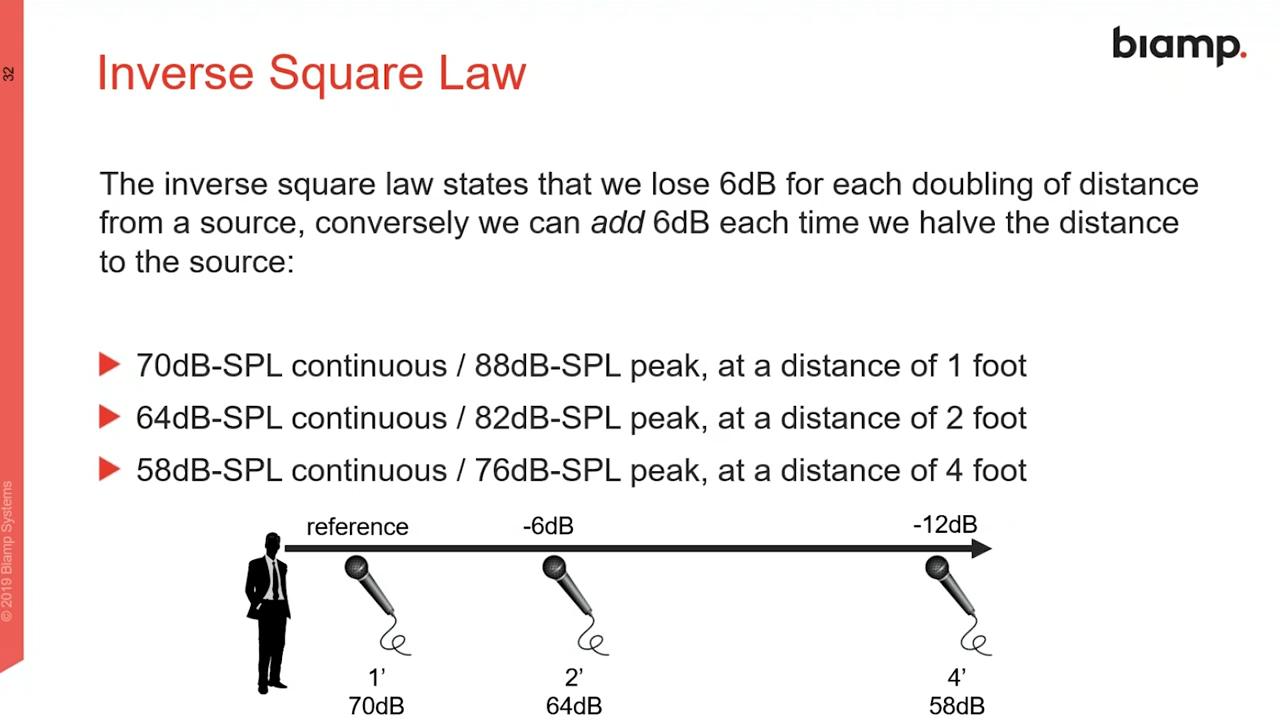 biamp.
32
Inverse Square Law
The inverse square law states that we lose 6dB for each doubling of distance
from a source, conversely we can add 6dB each time we halve the distance
to the source:
70dB-SPL continuous / 88dB-SPL peak, at a distance of 1 foot
64dB-SPL continuous / 82dB-SPL peak, at a distance of 2 foot
58dB-SPL continuous / 76dB-SPL peak, at a distance of 4 foot
reference -6dB -12dB
1’ 2’ 4’
70dB 64dB 58dB
© 2019 Biamp Systems